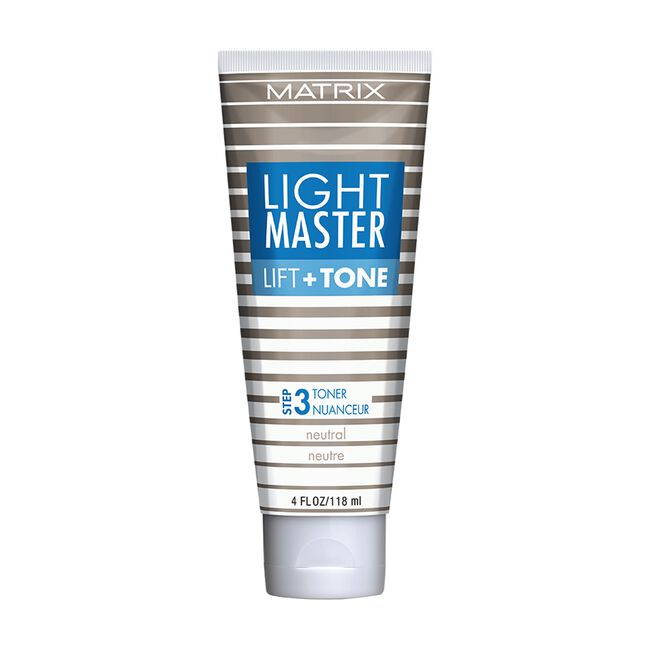 MATRIX
LIGHT
MASTER
LIFT + TONE
STEP 3 TONER
NUANCEUR
neutral
neutre
4 FL OZ/118 ml